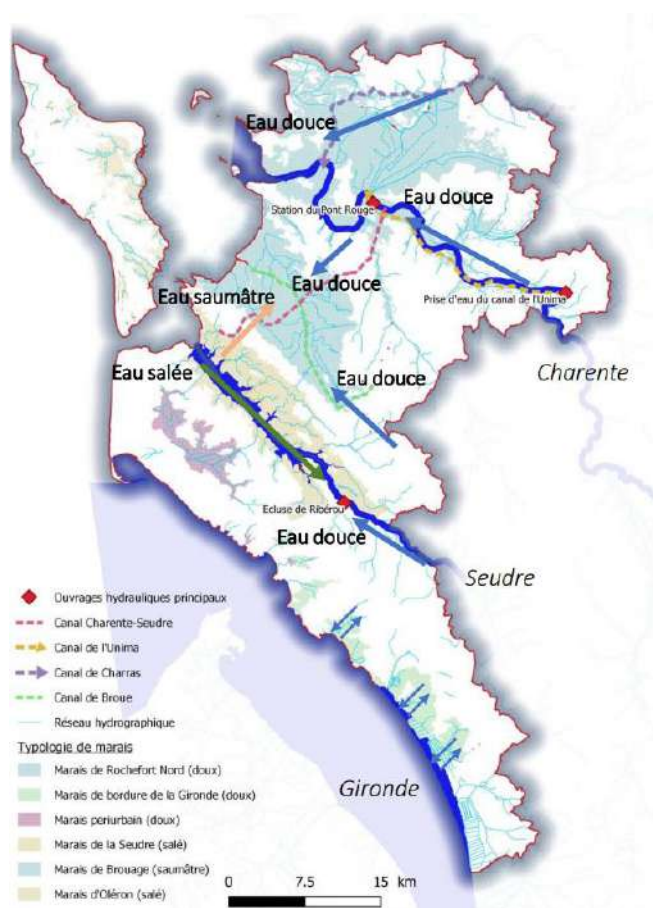 Eau douce
Eau douce
Station du Pont Rouge
Eau douce
Eau saumâtre
Prise d'eau du canal de l'Unima
Charente
Eau salée
Eau douce
Ecluse de Ribérou
Eau douce
Seudre
Ouvrages hydrauliques principaux
Canal Charente-Seudre
Canal de l'Unima
Canal de Charras
Canal de Broue
Réseau hydrographique
Typologie de marais
Marais de Rochefort Nord (doux)
Marais de bordure de la Gironde (doux)
Marais periurbain (doux)
Marais de la Seudre (salé)
Marais de Brouage (saumâtre)
Marais d'Oléron (salé)
Gironde
0 7.5 15 km